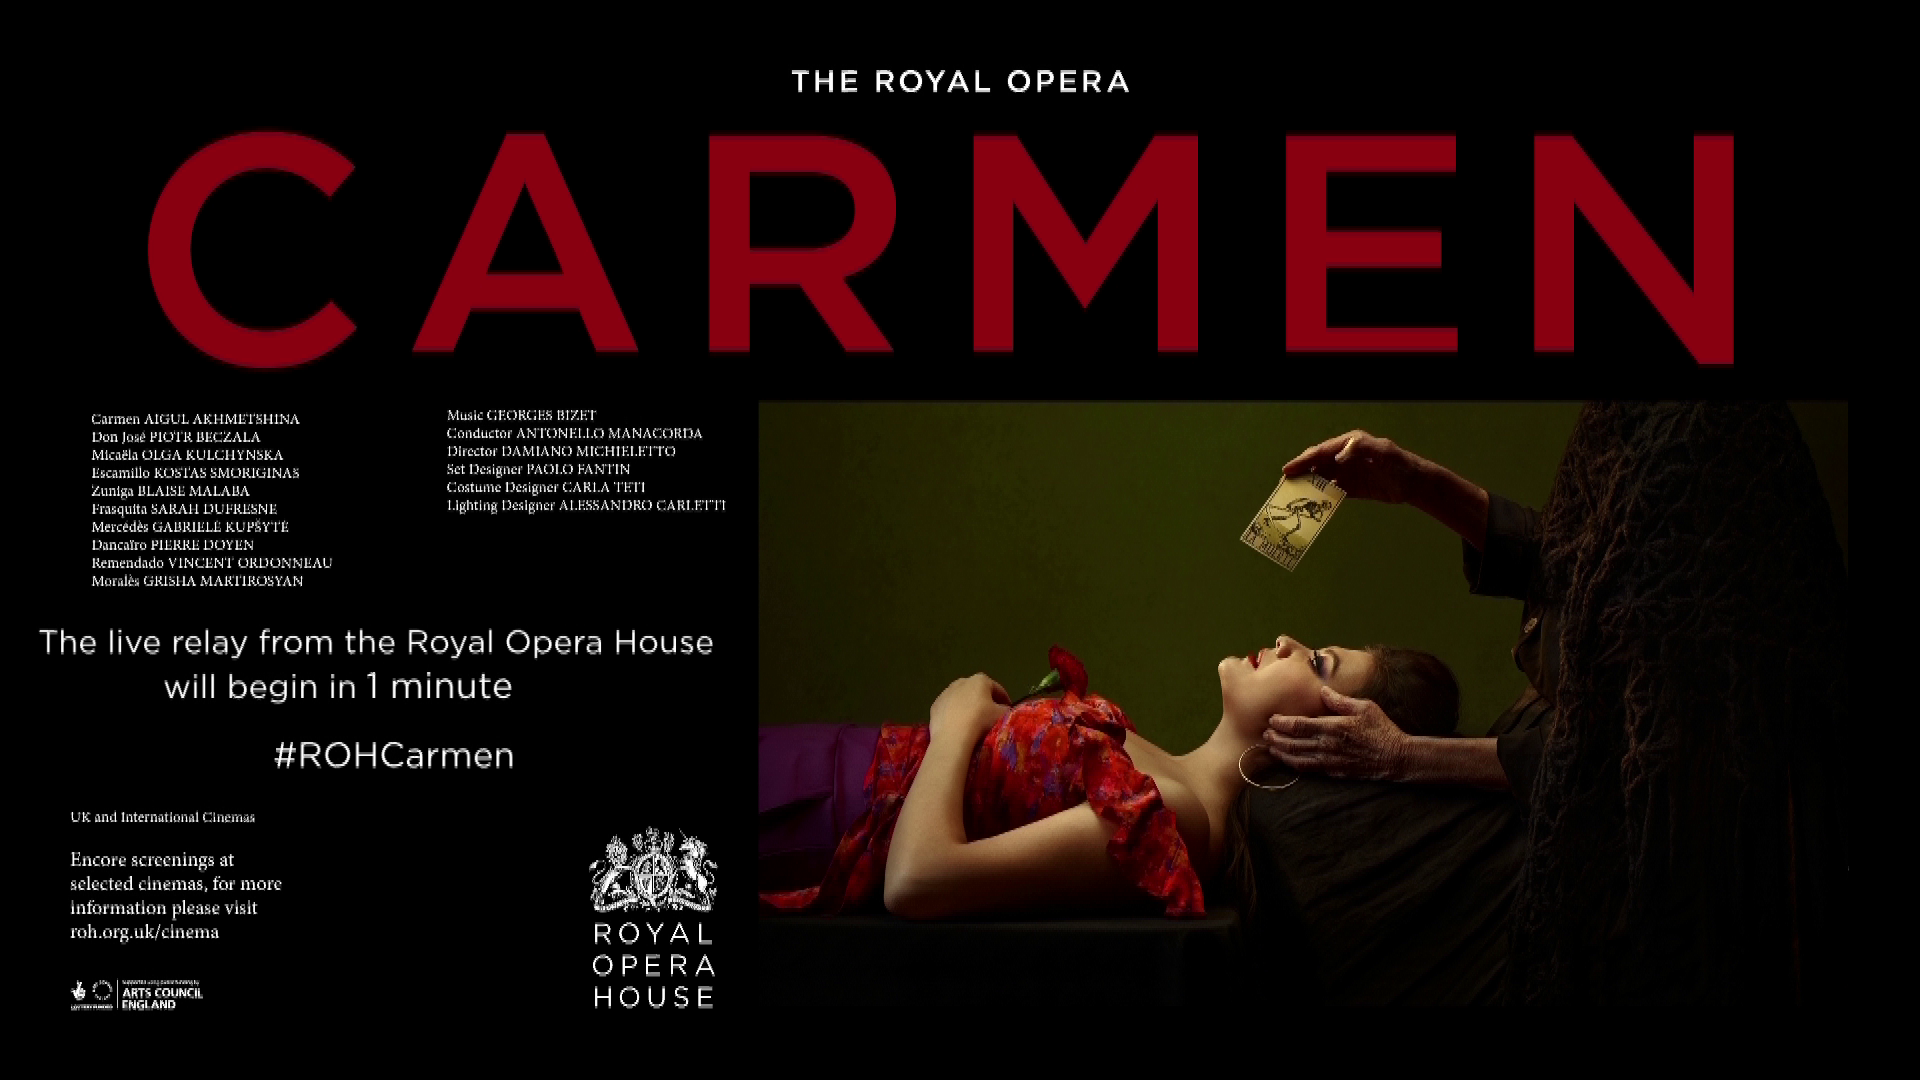 THE ROYAL OPERA
CARMEN
Carmen AIGUL AKHMETSHINA
Don José PIOTR BECZALA
Micaëla OLGA KULCHYNSKA
Escamillo KOSTAS SMORIGINAS
Zuniga BLAISE MALABA
Frasquita SARAH DUFRESNE
Mercédès GABRIELĖ KUPŠYTĖ
Dancaïro PIERRE DOYEN
Remendado VINCENT ORDONNEAU
Moralès GRISHA MARTIROSYAN
Music GEORGES BIZET
Conductor ANTONELLO MANACORDA
Director DAMIANO MICHIELETTO
Set Designer PAOLO FANTIN
Costume Designer CARLA TETI
Lighting Designer ALESSANDRO CARLETTI
XIII
LA MUERTE
The live relay from the Royal Opera House
will begin in 1 minute
#ROHCarmen
UK and International Cinemas
Encore screenings at
selected cinemas, for more
information please visit
roh.org.uk/cinema
ARTS COUNCIL
ENGLAND
ROYAL
OPERA
HOUSE